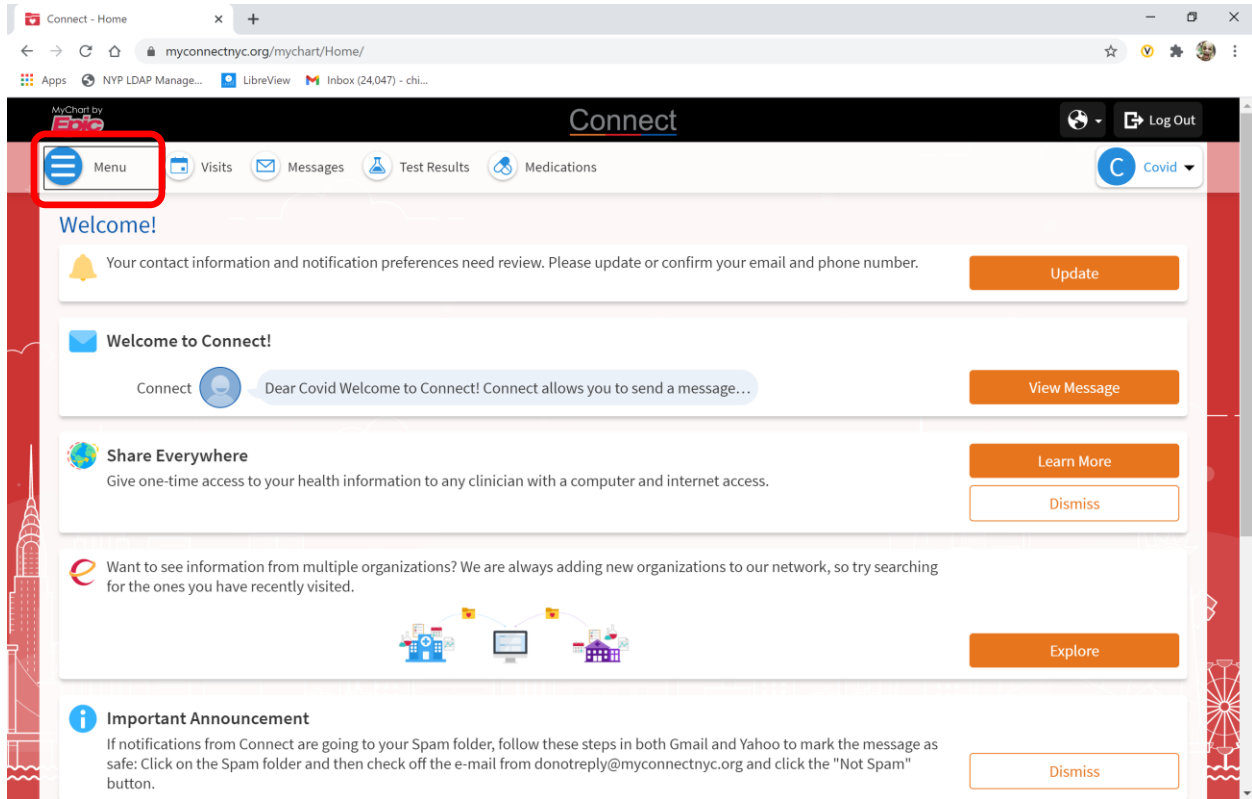 Connect - Home
myconnectnyc.org/mychart/Home/
Apps NYP LDAP Manage... LibreView Inbox (24,047) - chi...
MyChart by
Epic
Connect
Log Out
Menu Visits Messages Test Results Medications
C Covid
Welcome!
Your contact information and notification preferences need review. Please update or confirm your email and phone number.
Update
Welcome to Connect!
Connect Dear Covid Welcome to Connect! Connect allows you to send a message...
View Message
Share Everywhere
Give one-time access to your health information to any clinician with a computer and internet access.
Learn More
Dismiss
Want to see information from multiple organizations? We are always adding new organizations to our network, so try searching
for the ones you have recently visited.
Explore
Important Announcement
If notifications from Connect are going to your Spam folder, follow these steps in both Gmail and Yahoo to mark the message as
safe: Click on the Spam folder and then check off the e-mail from donotreply@myconnectnyc.org and click the "Not Spam"
button.
Dismiss